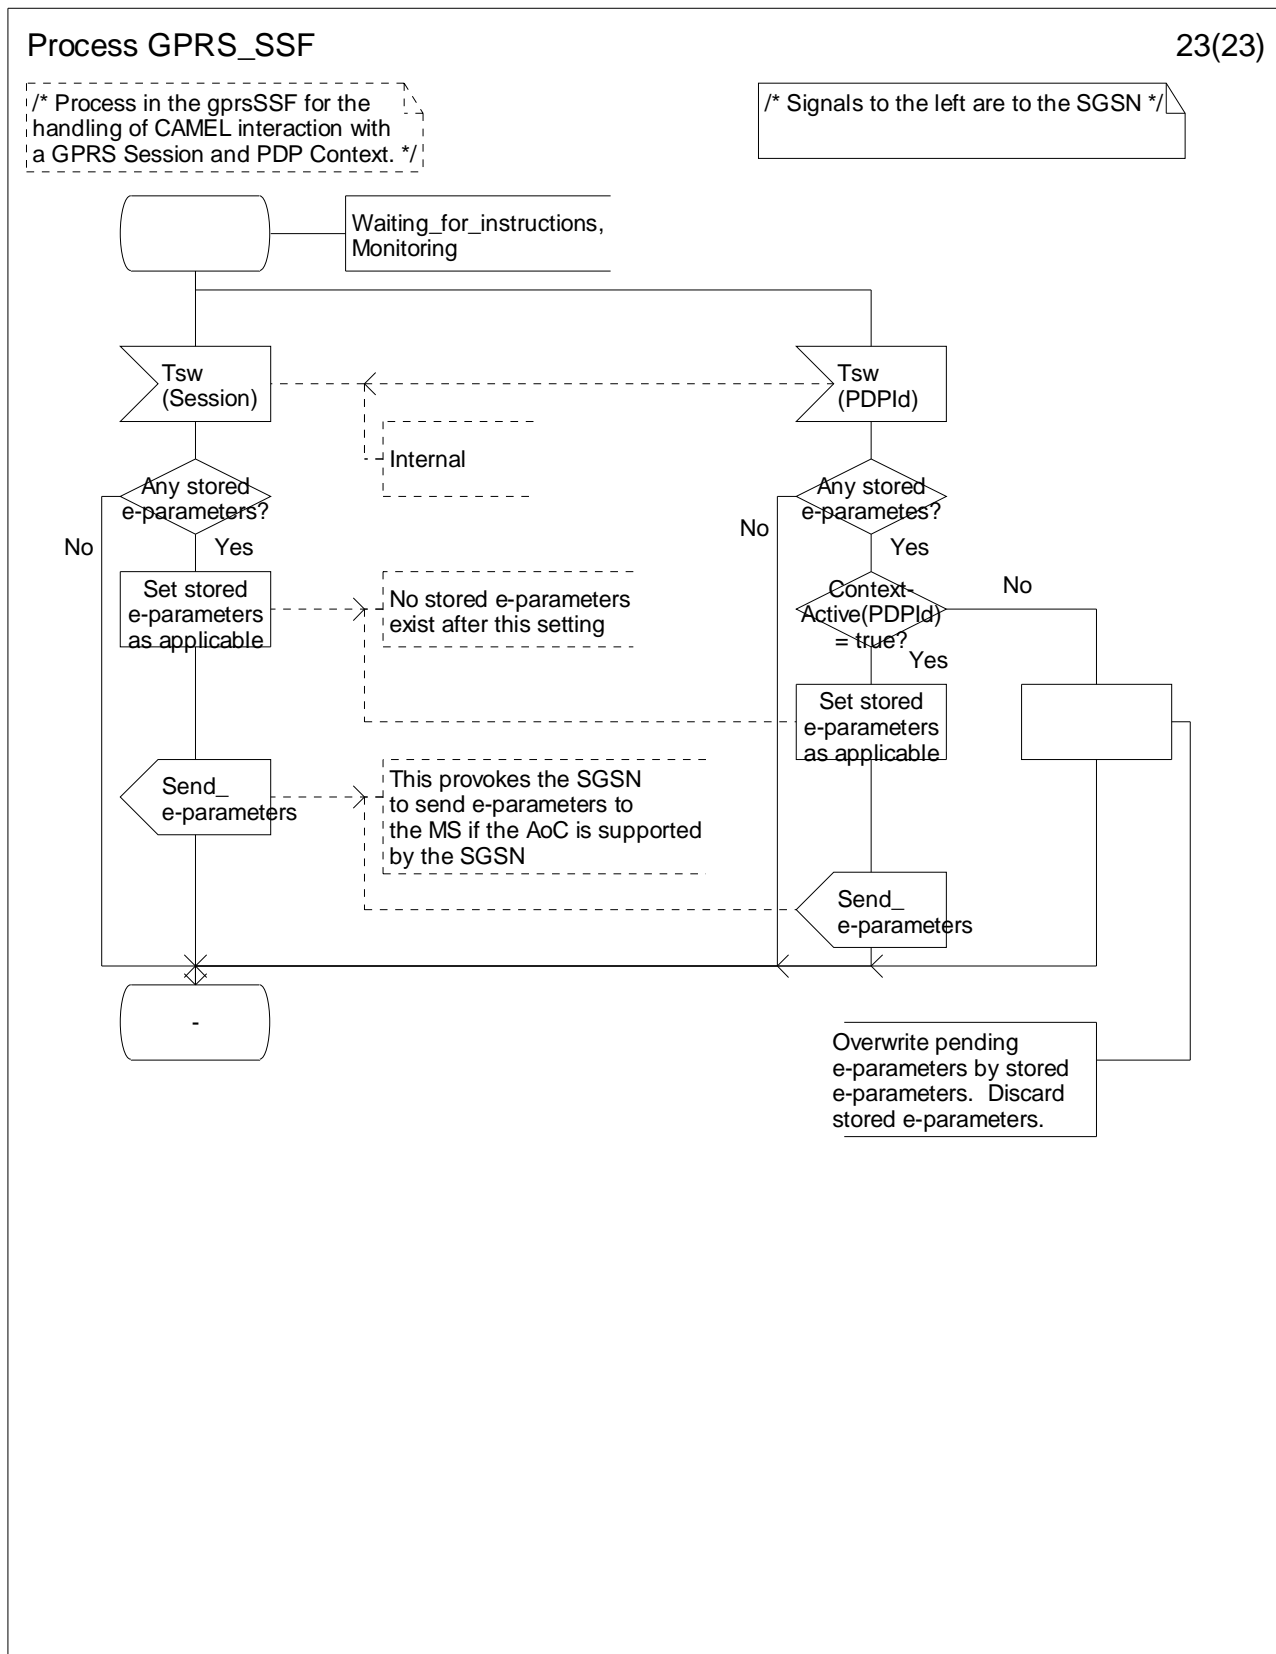 Process GPRS_SSF
23(23)
/* Process in the gprsSSF for the
handling of CAMEL interaction with
a GPRS Session and PDP Context. */
/* Signals to the left are to the SGSN */
Waiting_for_instructions,
Monitoring
Tsw
(Session)
Tsw
(PDPId)
Internal
Any stored
e-parameters?
Any stored
e-parametes?
No
Yes
No
Yes
Set stored
e-parameters
as applicable
No stored e-parameters
exist after this setting
Context-
Active(PDPId)
= true?
No
Yes
Set stored
e-parameters
as applicable
Send_
e-parameters
This provokes the SGSN
to send e-parameters to
the MS if the AoC is supported
by the SGSN
Send_
e-parameters
-
Overwrite pending
e-parameters by stored
e-parameters.  Discard
stored e-parameters.